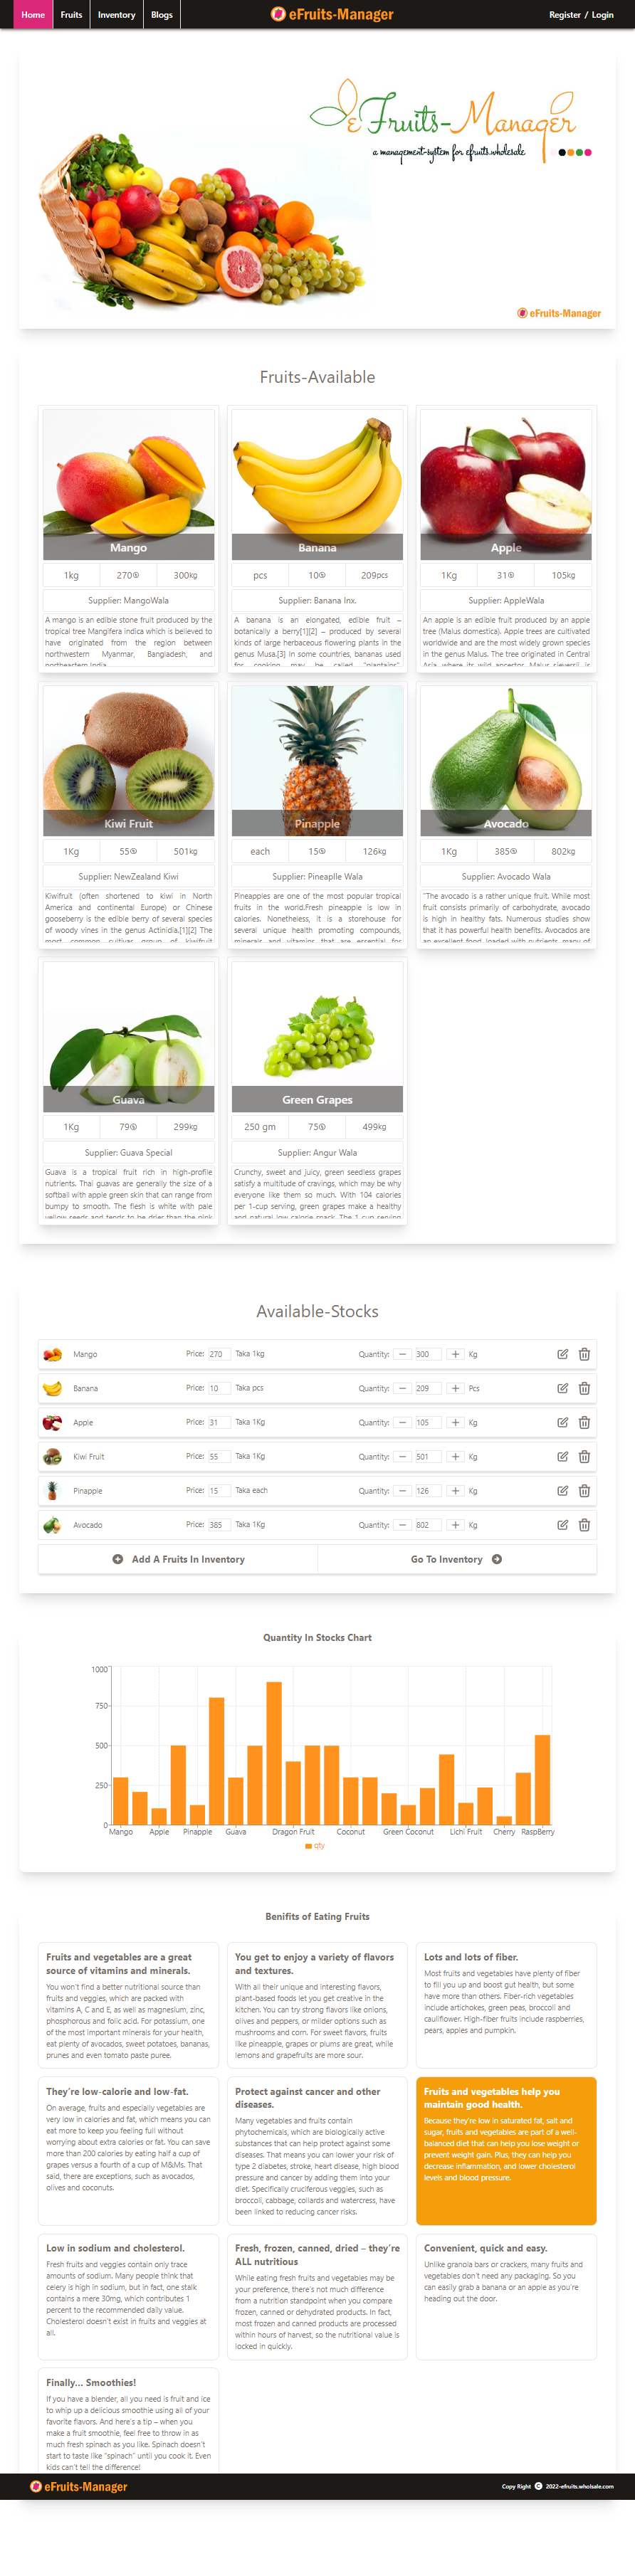 Home Fruits Inventory Blogs eFruits-Manager Register / Login
eFruits-Manager
a management-system for efruits.wholesale
eFruits-Manager
Fruits-Available
Mango Banana Apple
1kg 270 300kg pcs 10 209pcs 1Kg 31 105kg
Supplier: MangoWala Supplier: Banana Inx. Supplier: AppleWala
A mango is an edible stone fruit produced by the
tropical tree Mangifera indica which is believed to
have originated from the region between
northwestern Myanmar, Bangladesh, and
northeastern India
A banana is an elongated, edible fruit –
botanically a berry[1][2] – produced by several
kinds of large herbaceous flowering plants in the
genus Musa.[3] In some countries, bananas used
for cooking may be called "plantains",
An apple is an edible fruit produced by an apple
tree (Malus domestica). Apple trees are cultivated
worldwide and are the most widely grown species
in the genus Malus. The tree originated in Central
Asia, where its wild ancestor, Malus sieversii, is
Kiwi Fruit Pinapple Avocado
1Kg 55 501kg each 15 126kg 1Kg 385 802kg
Supplier: NewZealand Kiwi Supplier: Pineaplle Wala Supplier: Avocado Wala
Kiwifruit (often shortened to kiwi in North
America and continental Europe) or Chinese
gooseberry is the edible berry of several species
of woody vines in the genus Actinidia.[1][2] The
most common cultivar group of kiwifruit
Pineapples are one of the most popular tropical
fruits in the world.Fresh pineapple is low in
calories. Nonetheless, it is a storehouse for
several unique health promoting compounds,
minerals and vitamins that are essential for
"The avocado is a rather unique fruit. While most
fruit consists primarily of carbohydrate, avocado
is high in healthy fats. Numerous studies show
that it has powerful health benefits. Avocados are
an excellent food, loaded with nutrients, many of
Guava Green Grapes
1Kg 79 299kg 250 gm 75 499kg
Supplier: Guava Special Supplier: Angur Wala
Guava is a tropical fruit rich in high-profile
nutrients. Thai guavas are generally the size of a
softball with apple green skin that can range from
bumpy to smooth. The flesh is white with pale
yellow seeds and tends to be drier than the pink
Crunchy, sweet and juicy, green seedless grapes
satisfy a multitude of cravings, which may be why
everyone like them so much. With 104 calories
per 1-cup serving, green grapes make a healthy
and natural low-calorie snack. The 1-cup serving
Available-Stocks
Mango Price: 270 Taka 1kg Quantity: 300 Kg
Banana Price: 10 Taka pcs Quantity: 209 Pcs
Apple Price: 31 Taka 1Kg Quantity: 105 Kg
Kiwi Fruit Price: 55 Taka 1Kg Quantity: 501 Kg
Pinapple Price: 15 Taka each Quantity: 126 Kg
Avocado Price: 385 Taka 1Kg Quantity: 802 Kg
Add A Fruits In Inventory Go To Inventory
Quantity In Stocks Chart
1000
750
500
250
0
Mango Apple Pinapple Guava Dragon Fruit Coconut Green Coconut Lichi Fruit Cherry RaspBerry
qty
Benifits of Eating Fruits
Fruits and vegetables are a great
source of vitamins and minerals.
You won't find a better nutritional source than
fruits and veggies, which are packed with
vitamins A, C and E, as well as magnesium, zinc,
phosphorous and folic acid. For potassium, one
of the most important minerals for your health,
eat plenty of avocados, sweet potatoes, bananas,
prunes and even tomato paste puree.
You get to enjoy a variety of flavors
and textures.
With all their unique and interesting flavors,
plant-based foods let you get creative in the
kitchen. You can try strong flavors like onions,
olives and peppers, or milder options such as
mushrooms and corn. For sweet flavors, fruits
like pineapple, grapes or plums are great, while
lemons and grapefruits are more sour.
Lots and lots of fiber.
Most fruits and vegetables have plenty of fiber
to fill you up and boost gut health, but some
have more than others. Fiber-rich vegetables
include artichokes, green peas, broccoli and
cauliflower. High-fiber fruits include raspberries,
pears, apples and pumpkin.
They're low-calorie and low-fat.
On average, fruits and especially vegetables are
very low in calories and fat, which means you can
eat more to keep you feeling full without
worrying about extra calories or fat. You can save
more than 200 calories by eating half a cup of
grapes versus a fourth of a cup of M&Ms. That
said, there are exceptions, such as avocados,
olives and coconuts.
Protect against cancer and other
diseases.
Many vegetables and fruits contain
phytochemicals, which are biologically active
substances that can help protect against some
diseases. That means you can lower your risk of
type 2 diabetes, stroke, heart disease, high blood
pressure and cancer by adding them into your
diet. Specifically cruciferous veggies, such as
broccoli, cabbage, collards and watercress, have
been linked to reducing cancer risks.
Fruits and vegetables help you
maintain good health.
Because they're low in saturated fat, salt and
sugar, fruits and vegetables are part of a well-
balanced diet that can help you lose weight or
prevent weight gain. Plus, they can help you
decrease inflammation, and lower cholesterol
levels and blood pressure.
Low in sodium and cholesterol.
Fresh fruits and veggies contain only trace
amounts of sodium. Many people think that
celery is high in sodium, but in fact, one stalk
contains a mere 30mg, which contributes 1
percent to the recommended daily value.
Cholesterol doesn't exist in fruits and veggies at
all.
Fresh, frozen, canned, dried – they're
ALL nutritious
While eating fresh fruits and vegetables may be
your preference, there's not much difference
from a nutrition standpoint when you compare
frozen, canned or dehydrated products. In fact,
most frozen and canned products are processed
within hours of harvest, so the nutritional value is
locked in quickly.
Convenient, quick and easy.
Unlike granola bars or crackers, many fruits and
vegetables don't need any packaging. So you
can easily grab a banana or an apple as you're
heading out the door.
Finally... Smoothies!
If you have a blender, all you need is fruit and ice
to whip up a delicious smoothie using all of your
favorite flavors. And here's a tip – when you
make a fruit smoothie, feel free to throw in as
much fresh spinach as you like. Spinach doesn't
start to taste like "spinach" until you cook it. Even
kids can't tell the difference!
eFruits-Manager Copy Right © 2022-efruits.wholsale.com